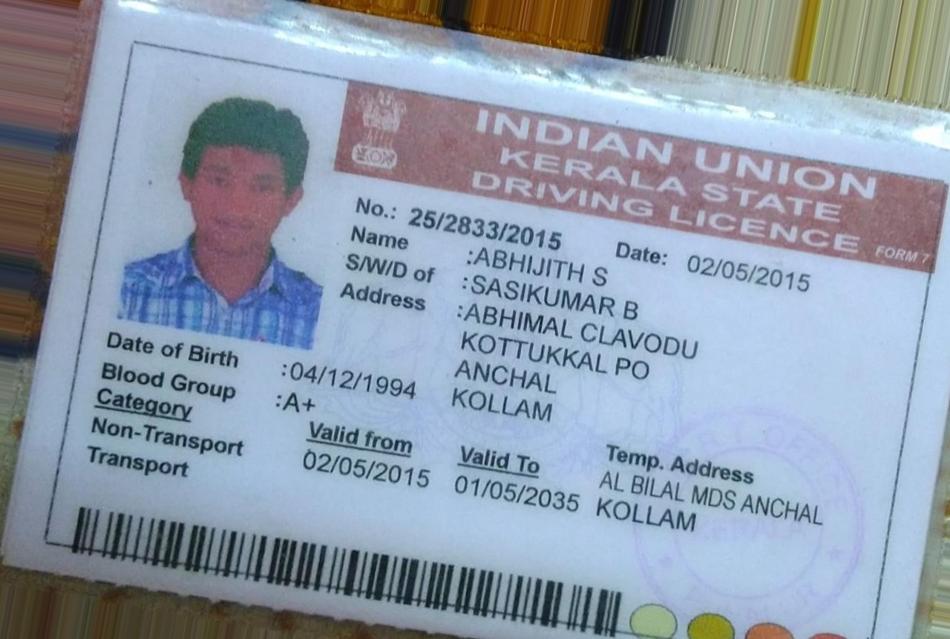 INDIAN UNION
KERALA STATE
DRIVING LICENCE
FORM 7
No.: 25/2833/2015 Date: 02/05/2015
Name :ABHIJITH S
S/W/D of :SASIKUMAR B
Address :ABHIMAL CLAVODU
KOTTUKKAL PO
ANCHAL
KOLLAM
Date of Birth :04/12/1994
Blood Group :A+
Category Valid from Valid To Temp. Address
Non-Transport 02/05/2015 01/05/2035 AL BILAL MDS ANCHAL
Transport KOLLAM
KERALA